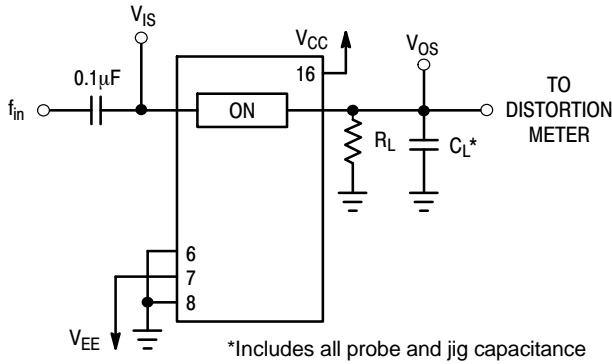 V_IS
V_CC
V_OS
0.1µF
16
f_in
ON
TO
DISTORTION
METER
R_L
C_L*
6
7
8
V_EE
*Includes all probe and jig capacitance